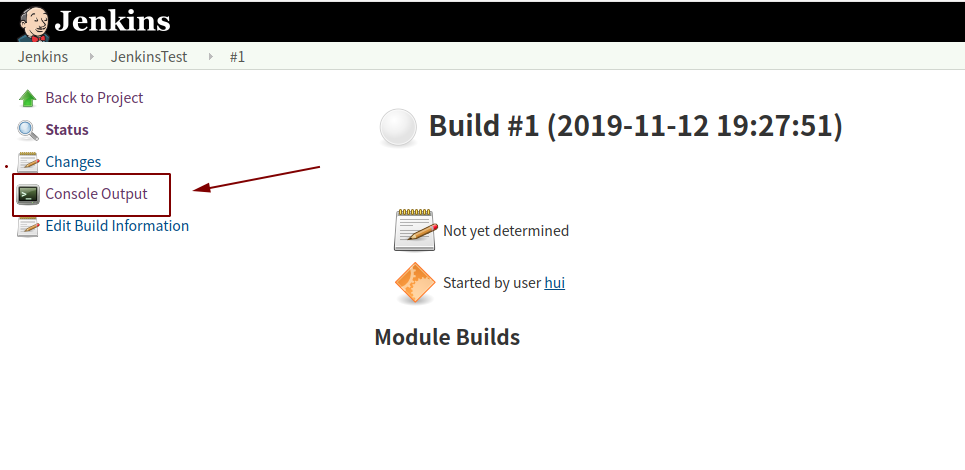 Jenkins
Jenkins JenkinsTest #1
Back to Project
Status
Changes
Console Output
Edit Build Information
Build #1 (2019-11-12 19:27:51)
Not yet determined
Started by user hui
Module Builds